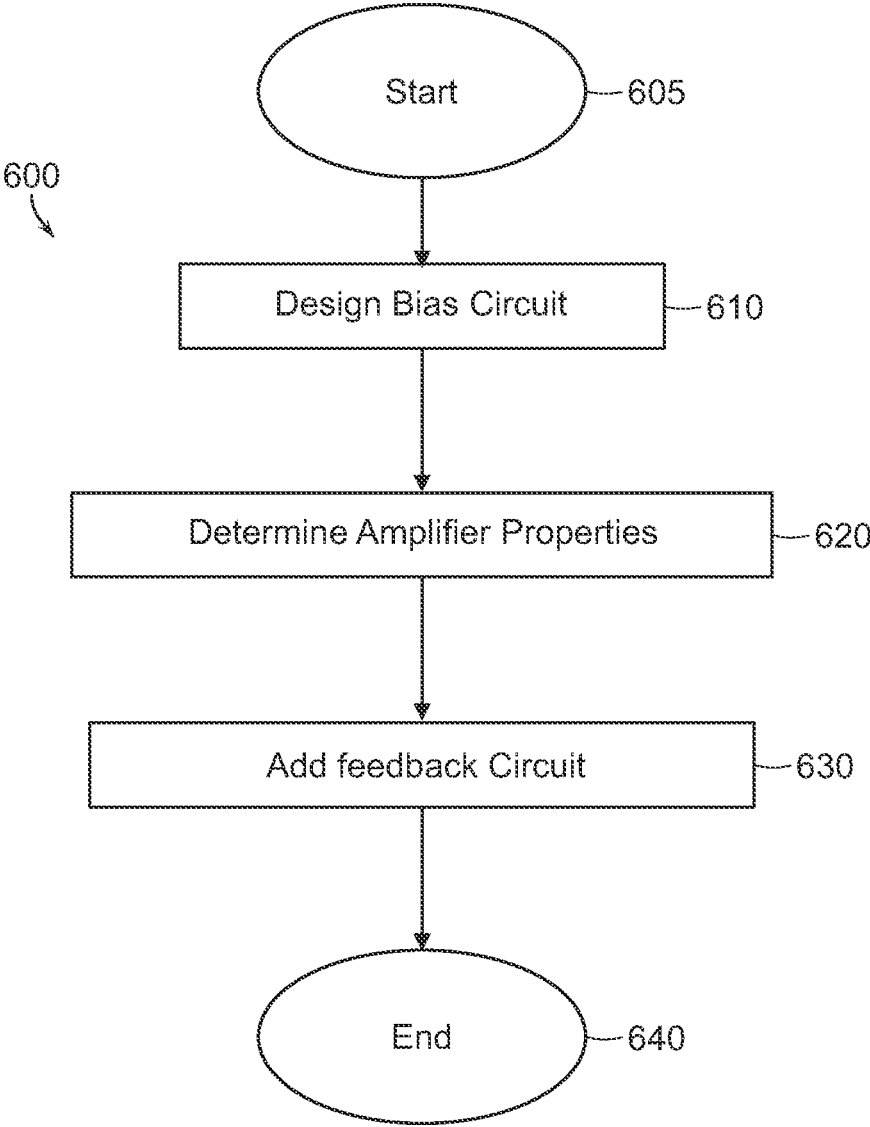 Start
605
600
Design Bias Circuit
610
Determine Amplifier Properties
620
Add feedback Circuit
630
End
640